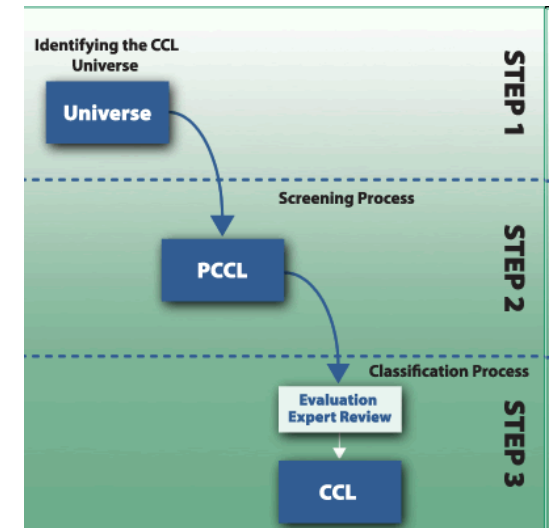 Identifying the CCL
Universe
Universe
STEP 1
Screening Process
PCCL
STEP 2
Classification Process
Evaluation
Expert Review
STEP 3
CCL